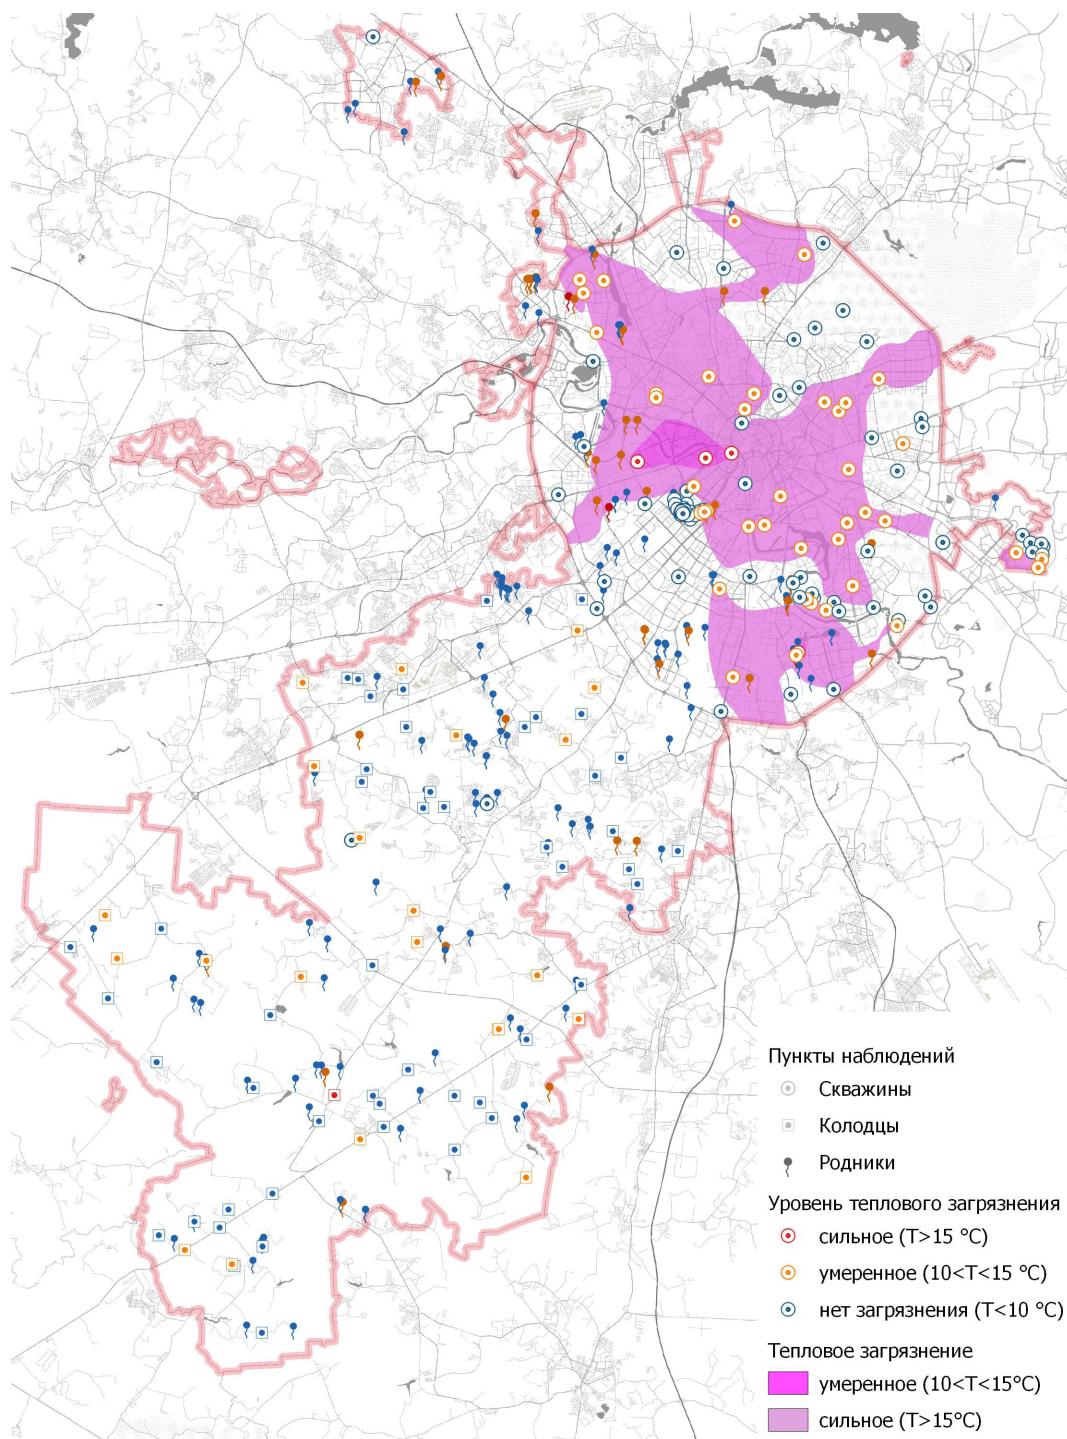 Пункты наблюдений
Скважины
Колодцы
Родники
Уровень теплового загрязнения
сильное (T>15 °C)
умеренное (10<T<15 °C)
нет загрязнения (T<10 °C)
Тепловое загрязнение
умеренное (10<T<15°C)
сильное (T>15°C)